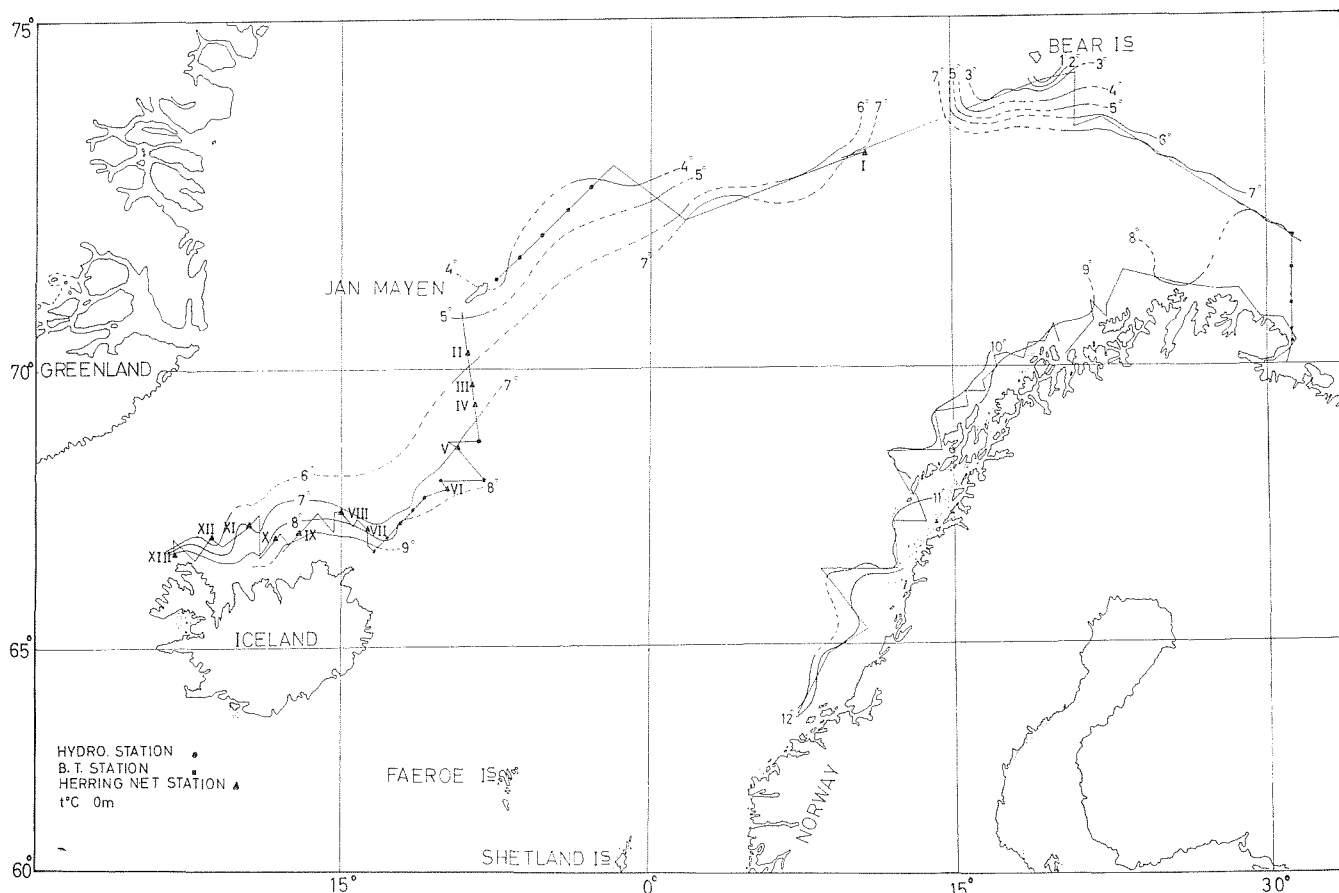 75°
BEAR IS
1°
2°
3°
7°
5°
3°
4°
5°
6°
6°
7°
I
4°
5°
7°
7°
8°
9°
4°
JAN MAYEN
5°
10°
II
70°
GREENLAND
III
7°
IV
V
6°
8°
VI
11°
7°
VIII
XII
XI
8°
VII
X
IX
XIII
9°
ICELAND
65°
12°
HYDRO. STATION
B.T. STATION
HERRING NET STATION
t°C 0m
FAEROE IS
NORWAY
SHETLAND IS
60°
15°
0°
15°
30°